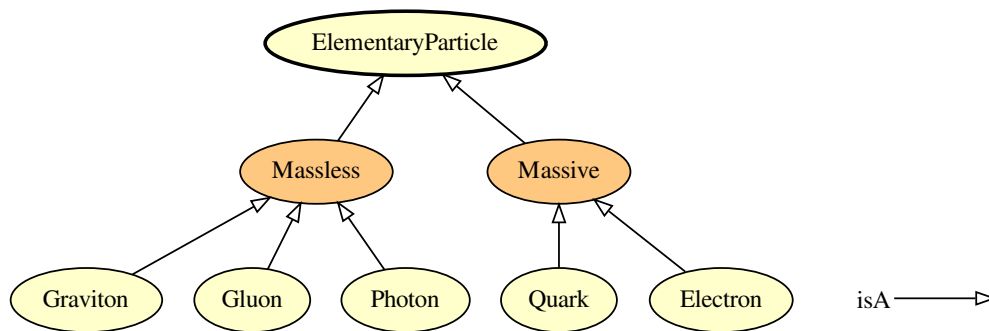 ElementaryParticle
Massless
Massive
Graviton
Gluon
Photon
Quark
Electron
isA